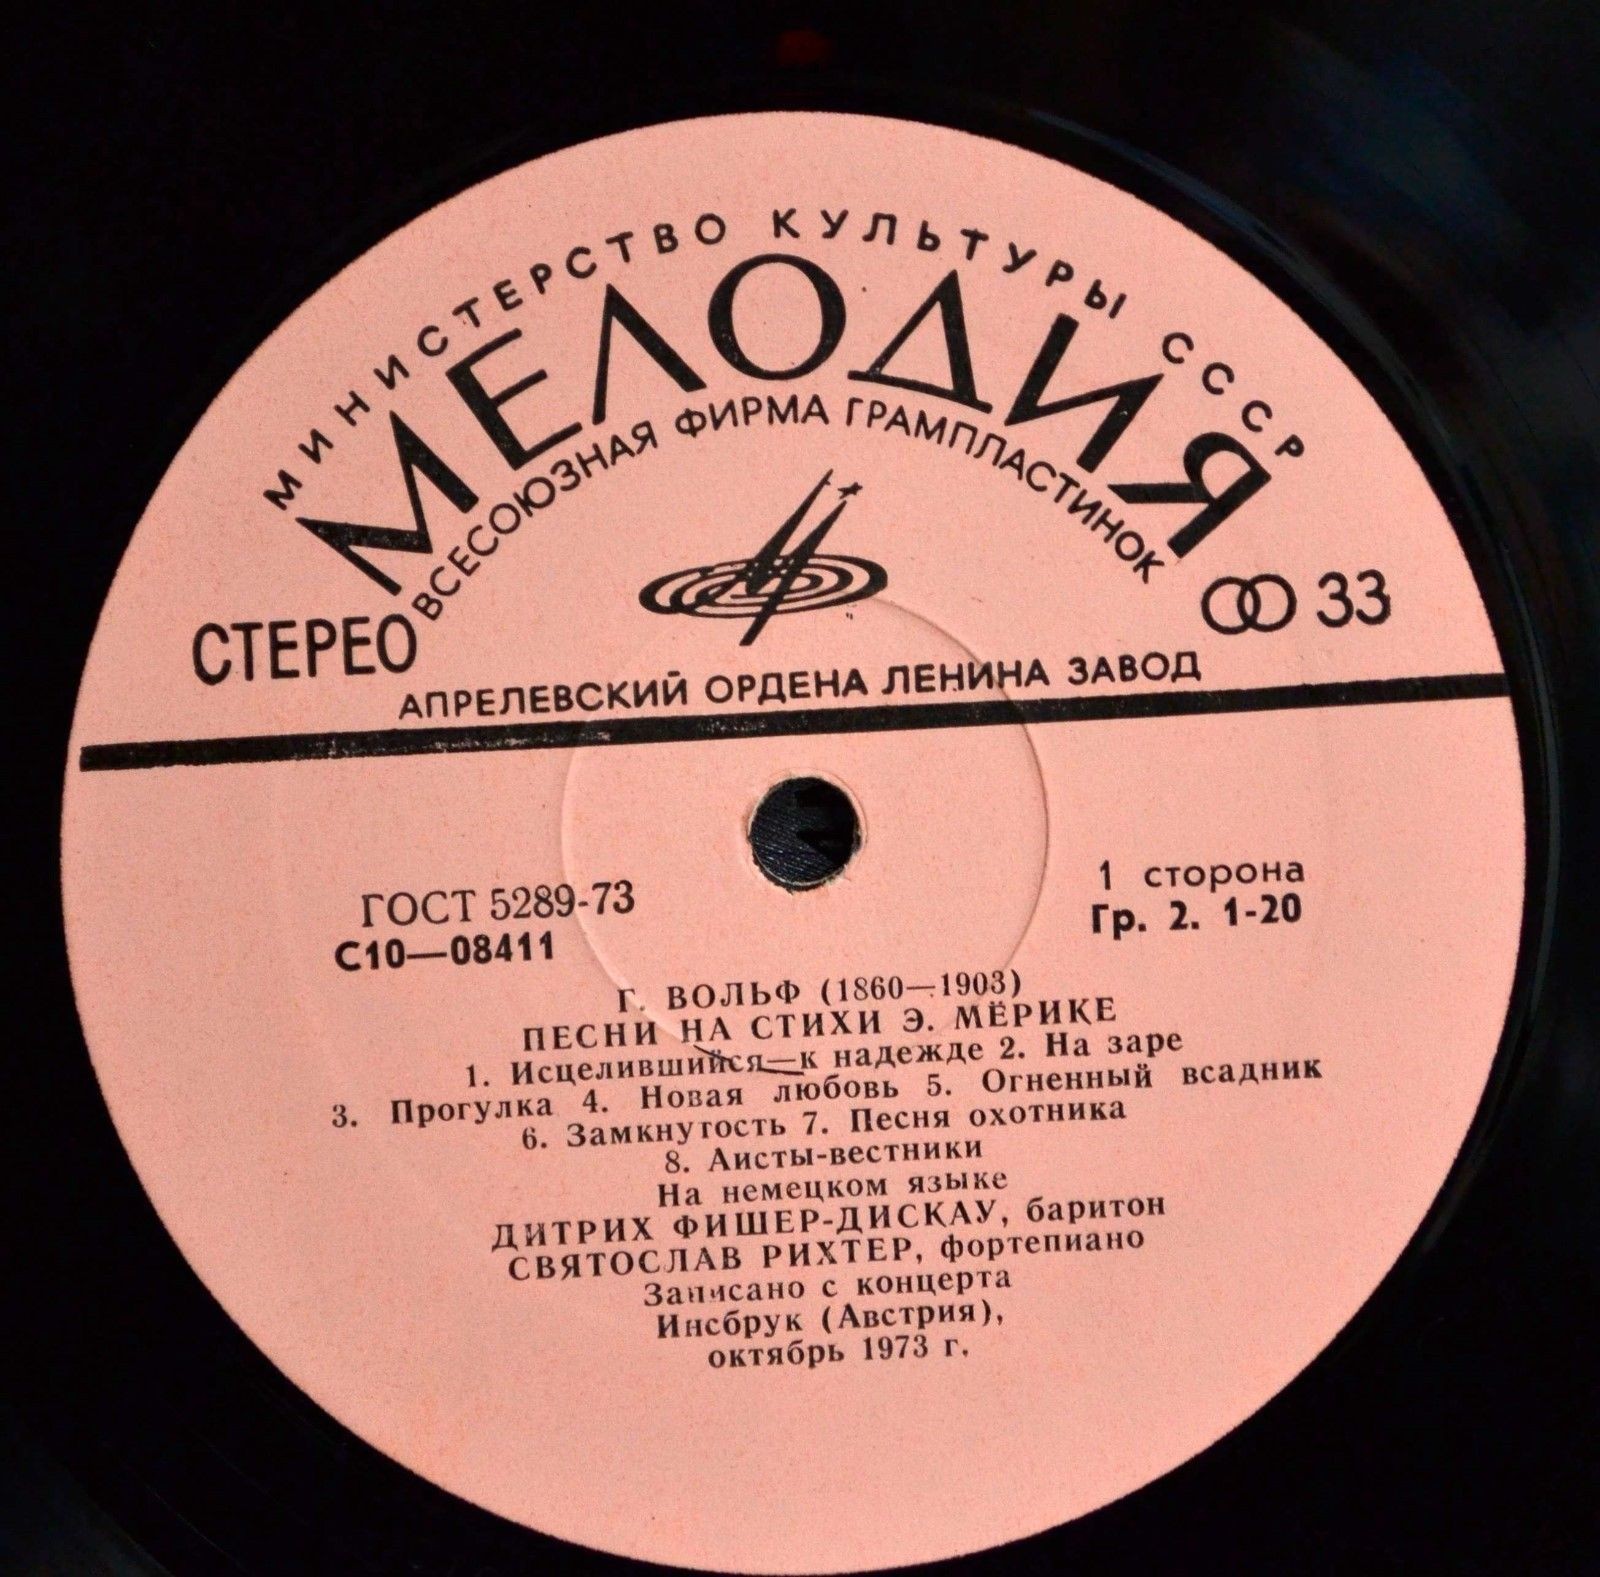 МИНИСТЕРСТВО КУЛЬТУРЫ СССР
МЕЛОДИЯ
ВСЕСОЮЗНАЯ ФИРМА ГРАМПЛАСТИНОК
СТЕРЕО
33
АПРЕЛЕВСКИЙ ОРДЕНА ЛЕНИНА ЗАВОД
ГОСТ 5289-73
С10—08411
1 сторона
Гр. 2. 1-20
Г. ВОЛЬФ (1860—1903)
ПЕСНИ НА СТИХИ Э. МЁРИКЕ
1. Исцелившийся—к надежде 2. На заре
3. Прогулка 4. Новая любовь 5. Огненный всадник
6. Замкнутость 7. Песня охотника
8. Аисты-вестники
На немецком языке
ДИТРИХ ФИШЕР-ДИСКАУ, баритон
СВЯТОСЛАВ РИХТЕР, фортепиано
Записано с концерта
Инсбрук (Австрия),
октябрь 1973 г.